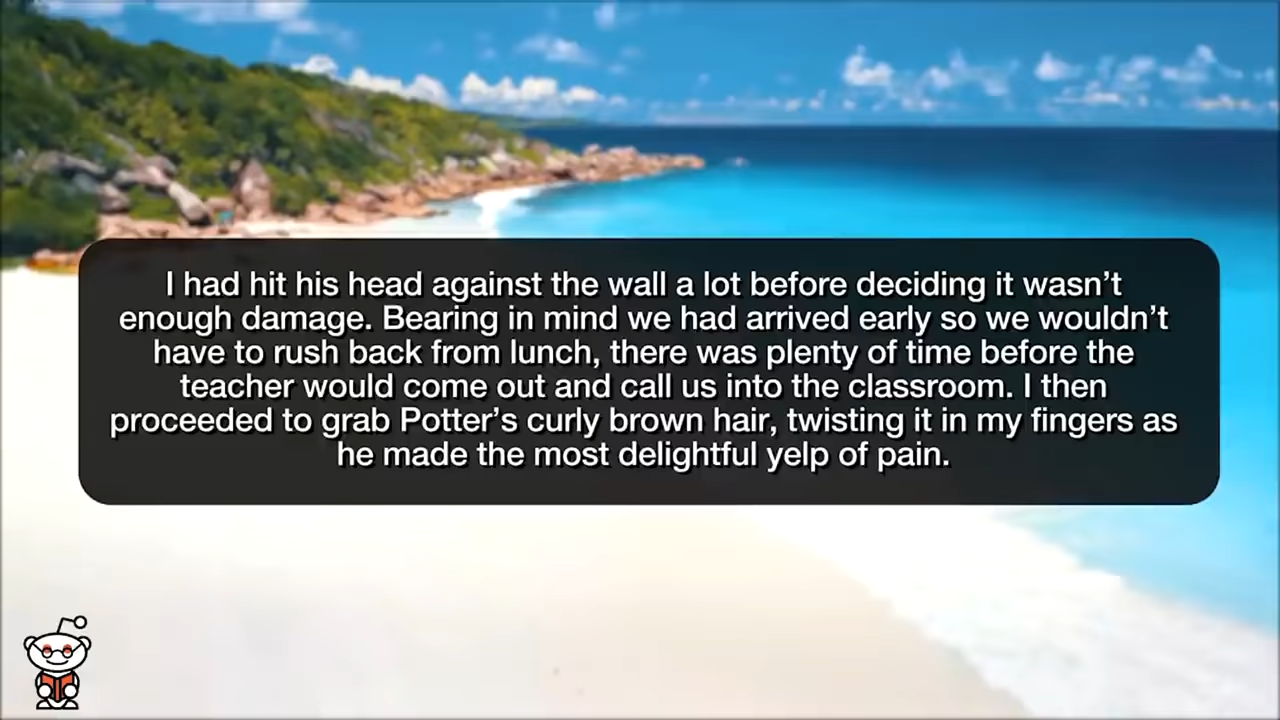 I had hit his head against the wall a lot before deciding it wasn’t
enough damage. Bearing in mind we had arrived early so we wouldn’t
have to rush back from lunch, there was plenty of time before the
teacher would come out and call us into the classroom. I then
proceeded to grab Potter’s curly brown hair, twisting it in my fingers as
he made the most delightful yelp of pain.